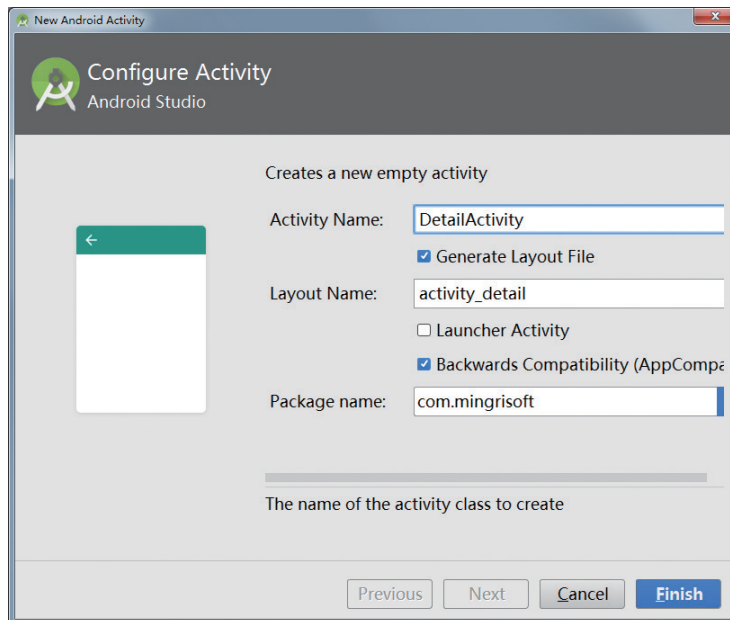 New Android Activity
Configure Activity
Android Studio
Creates a new empty activity
Activity Name: DetailActivity
Generate Layout File
Layout Name: activity_detail
Launcher Activity
Backwards Compatibility (AppCompa
Package name: com.mingrisoft
The name of the activity class to create
Previous Next Cancel Finish